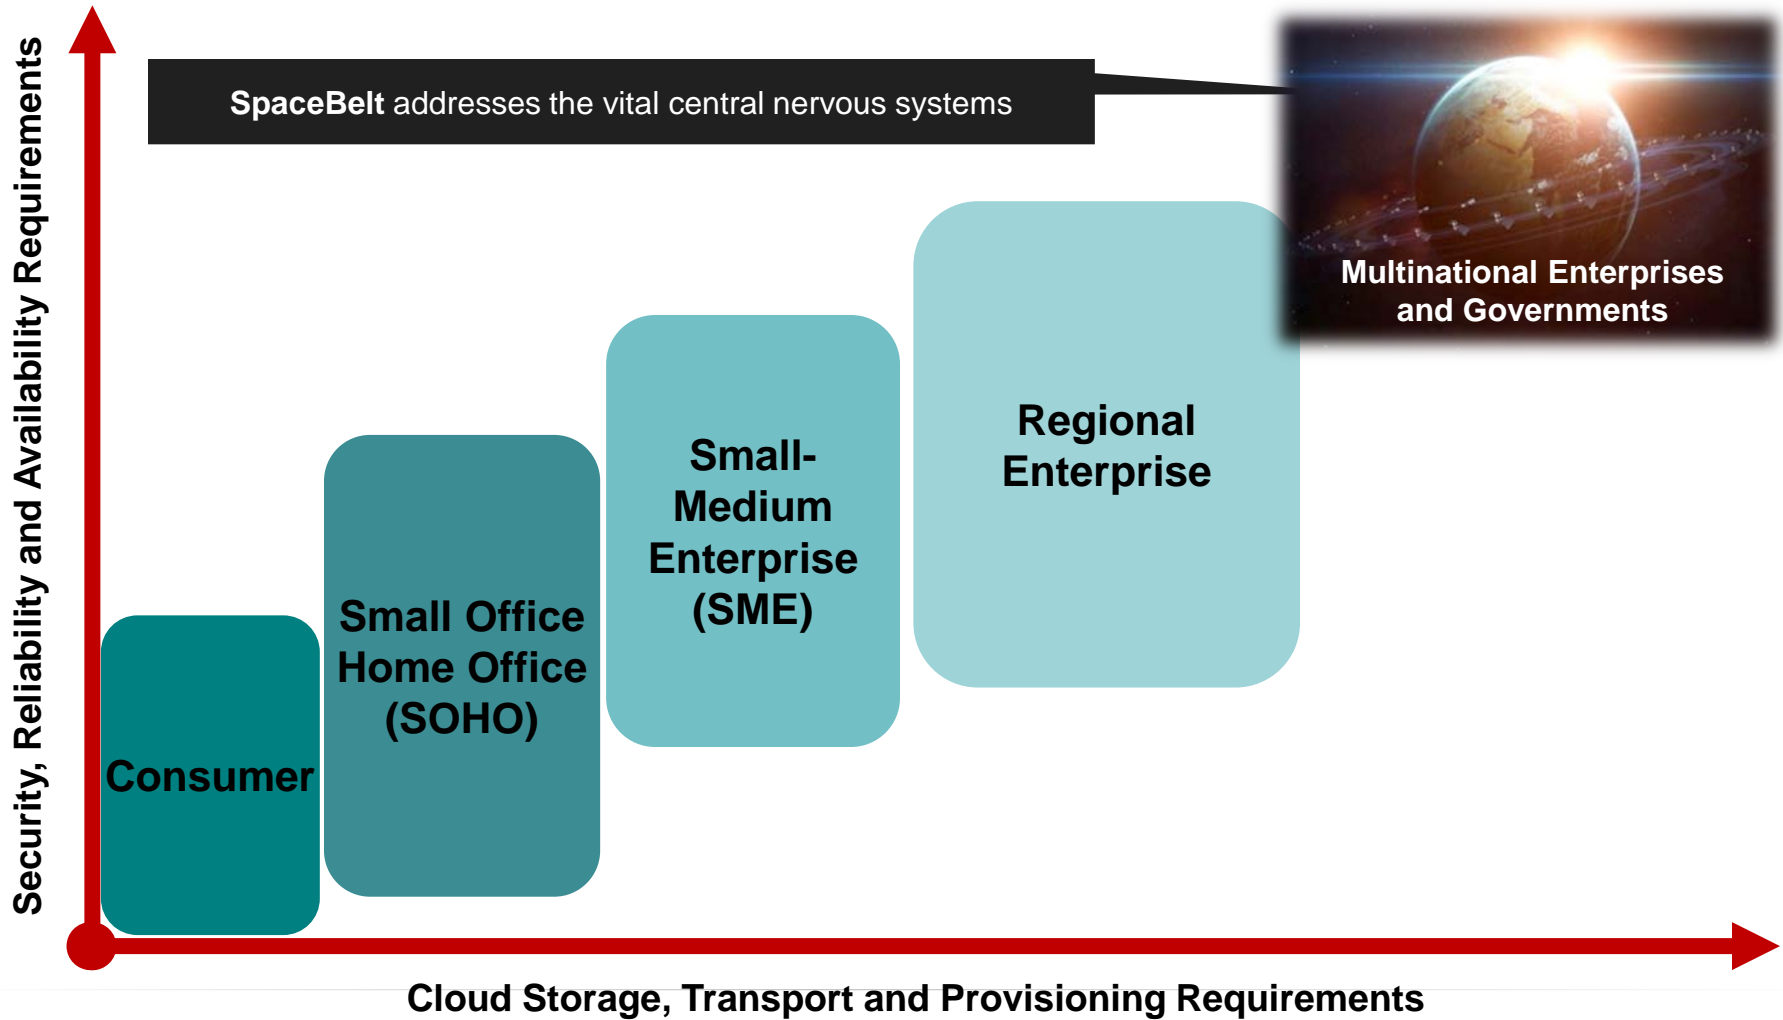 Security, Reliability and Availability Requirements
SpaceBelt addresses the vital central nervous systems
Multinational Enterprises
and Governments
Regional
Enterprise
Small-
Medium
Enterprise
(SME)
Small Office
Home Office
(SOHO)
Consumer
Cloud Storage, Transport and Provisioning Requirements